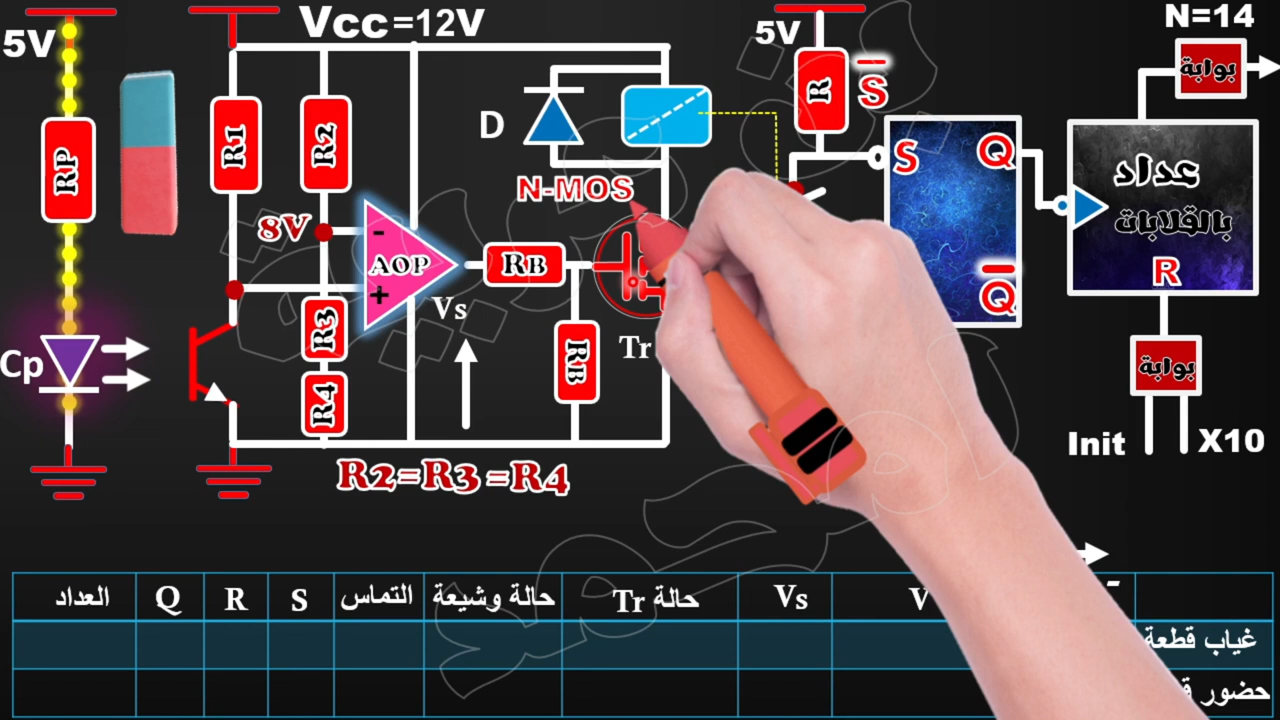 5V
Vcc=12V
5V
N=14
بوابة
RP
R1
R2
D
R
S̅
N-MOS
S
Q
عداد
بالقلابات
8V
-
AOP
+
RB
R
Q̅
Vs
R3
Cp
Tr
RB
بوابة
R4
Init
X10
R2=R3=R4
العداد
Q
R
S
التماس
حالة وشيعة
حالة Tr
Vs
V
-
غياب قطعة
حضور